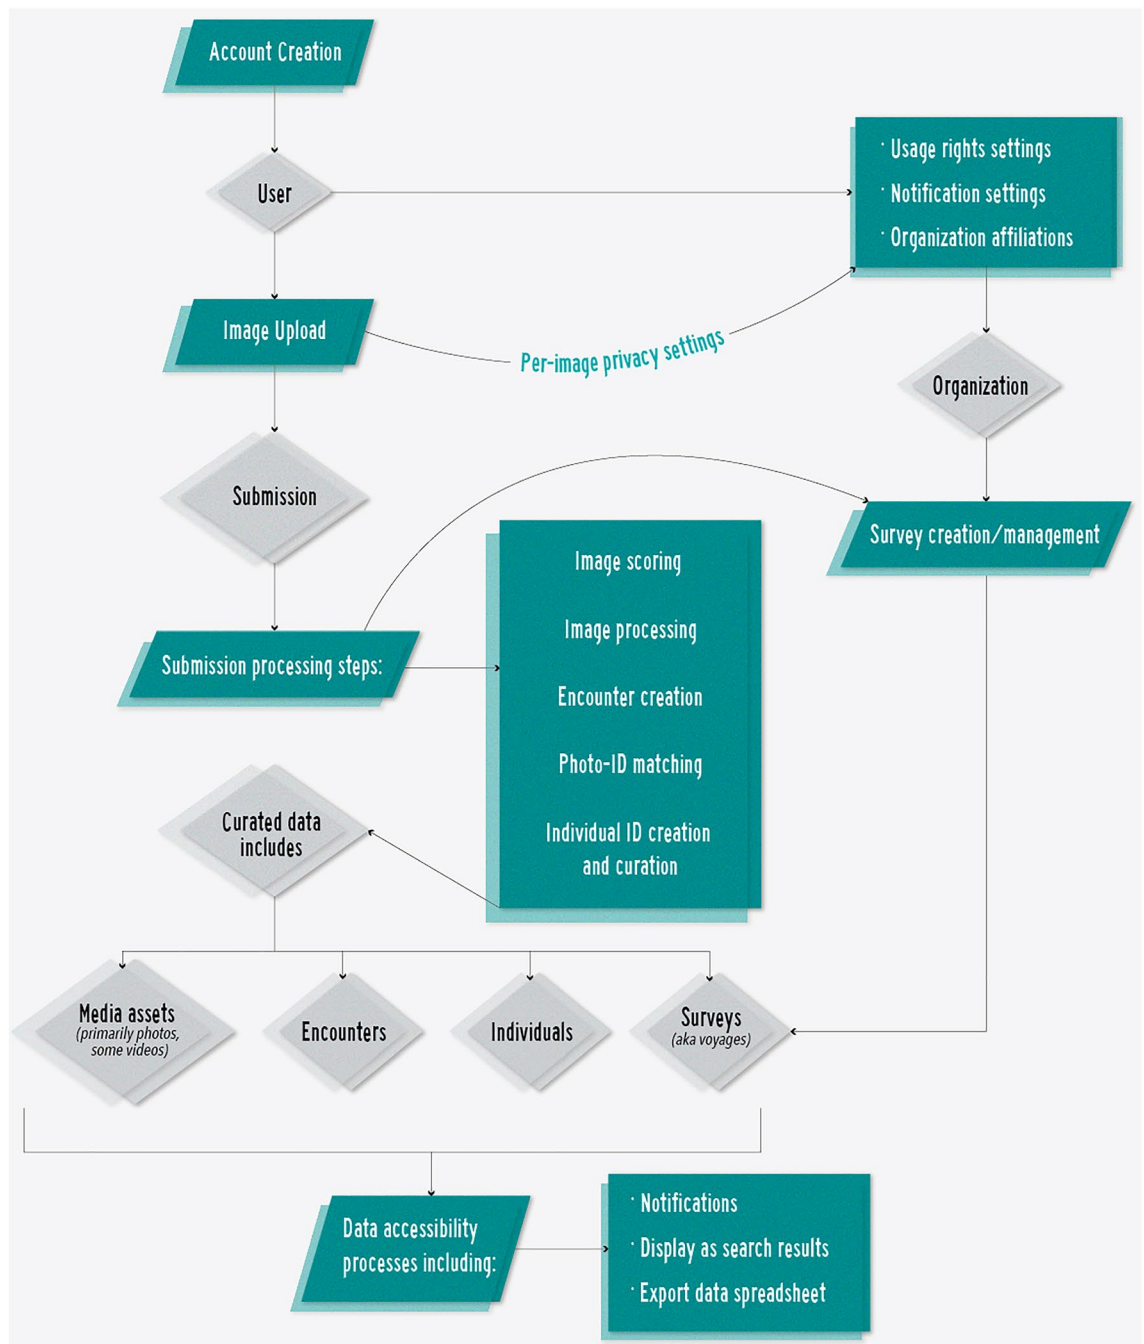 Account Creation
User
· Usage rights settings
· Notification settings
· Organization affiliations
Image Upload
Per-image privacy settings
Organization
Submission
Survey creation/management
Submission processing steps:
Image scoring
Image processing
Encounter creation
Photo-ID matching
Individual ID creation
and curation
Curated data
includes
Media assets
(primarily photos,
some videos)
Encounters
Individuals
Surveys
(aka voyages)
Data accessibility
processes including:
· Notifications
· Display as search results
· Export data spreadsheet